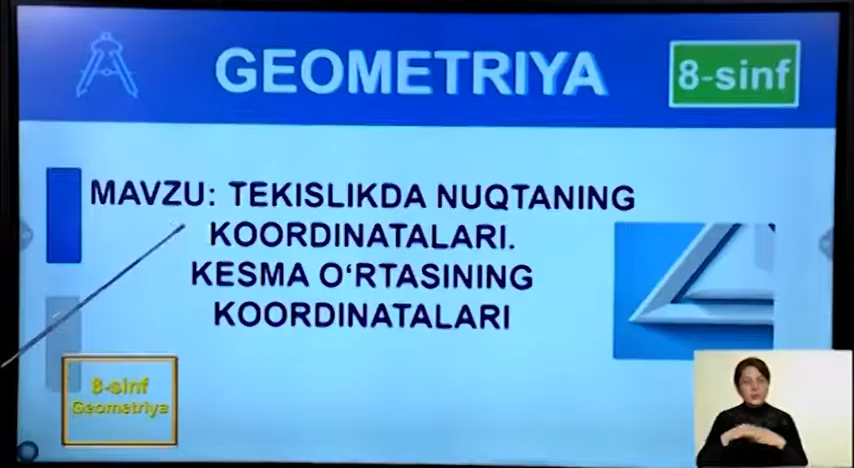 GEOMETRIYA
8-sinf
MAVZU: TEKISLIKDA NUQTANING
KOORDINATALARI.
KESMA O‘RTASINING
KOORDINATALARI
8-sinf
Geometriya